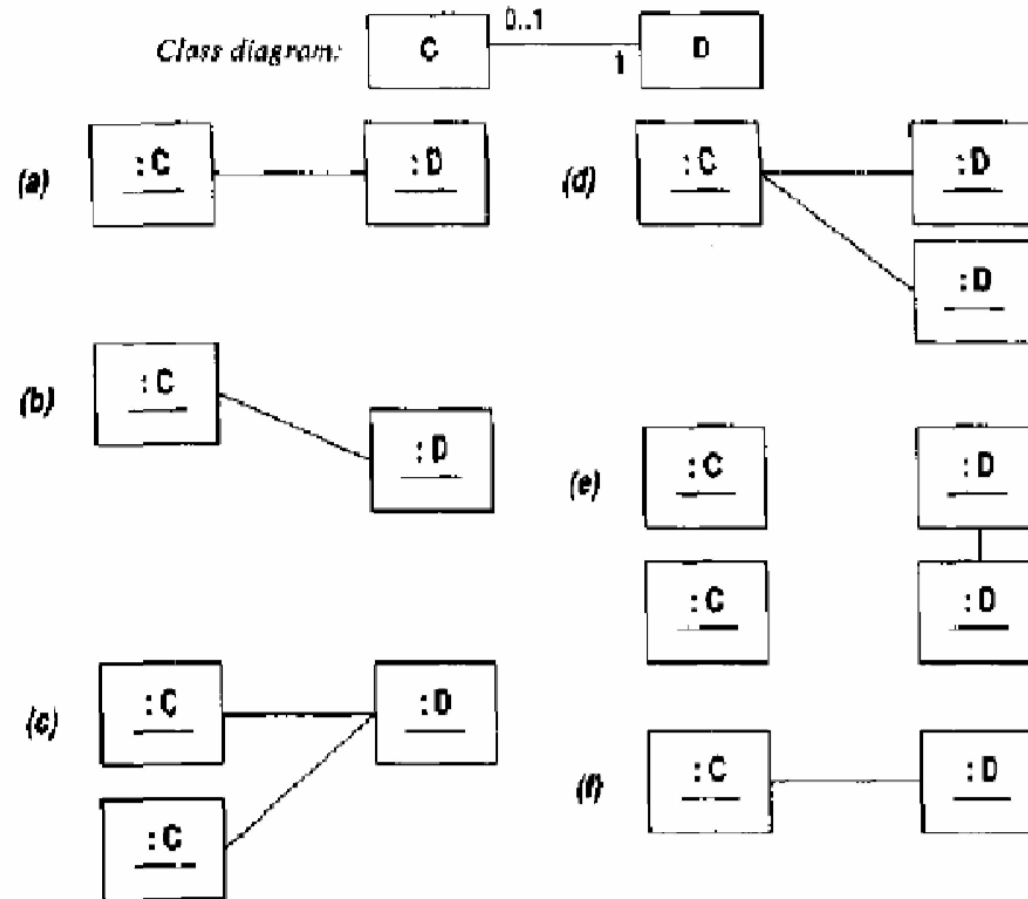 Class diagram:
C
0..1
1
D
(a)
:C
:D
(b)
:C
:D
(c)
:C
:D
:C
(d)
:C
:D
:D
(e)
:C
:D
:C
:D
(f)
:C
:D